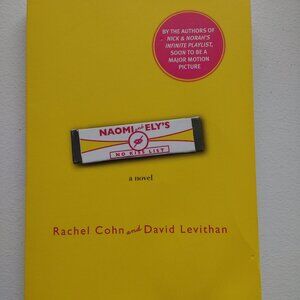 BY THE AUTHORS OF
NICK & NORAH'S
INFINITE PLAYLIST,
SOON TO BE A
MAJOR MOTION
PICTURE
NAOMI and ELY'S
NO KISS LIST
a novel
Rachel Cohn and David Levithan